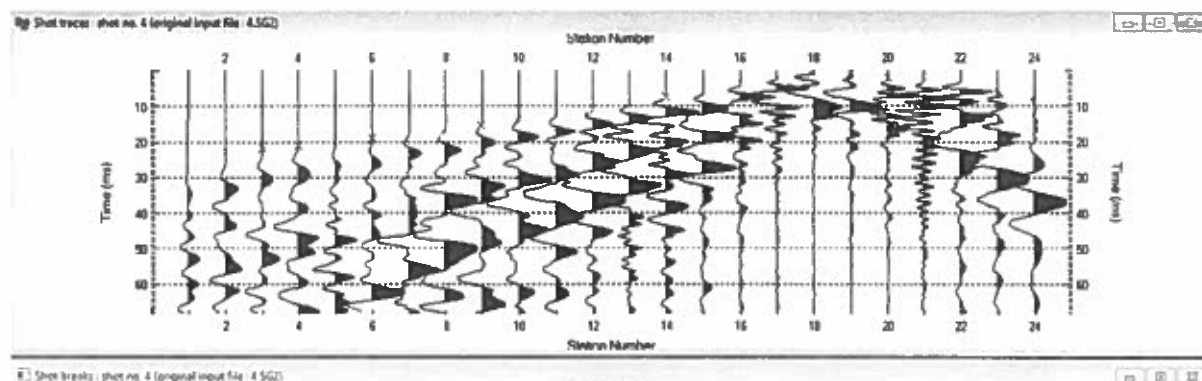 Shot traces : shot no. 4 (original input file : 4.SG2)
Station Number
2 4 6 8 10 12 14 16 18 20 22 24
10 10
20 20
30 30
Time (ms) Time (ms)
40 40
50 50
60 60
2 4 6 8 10 12 14 16 18 20 22 24
Station Number
Shot breaks : shot no. 4 (original input file : 4.SG2)